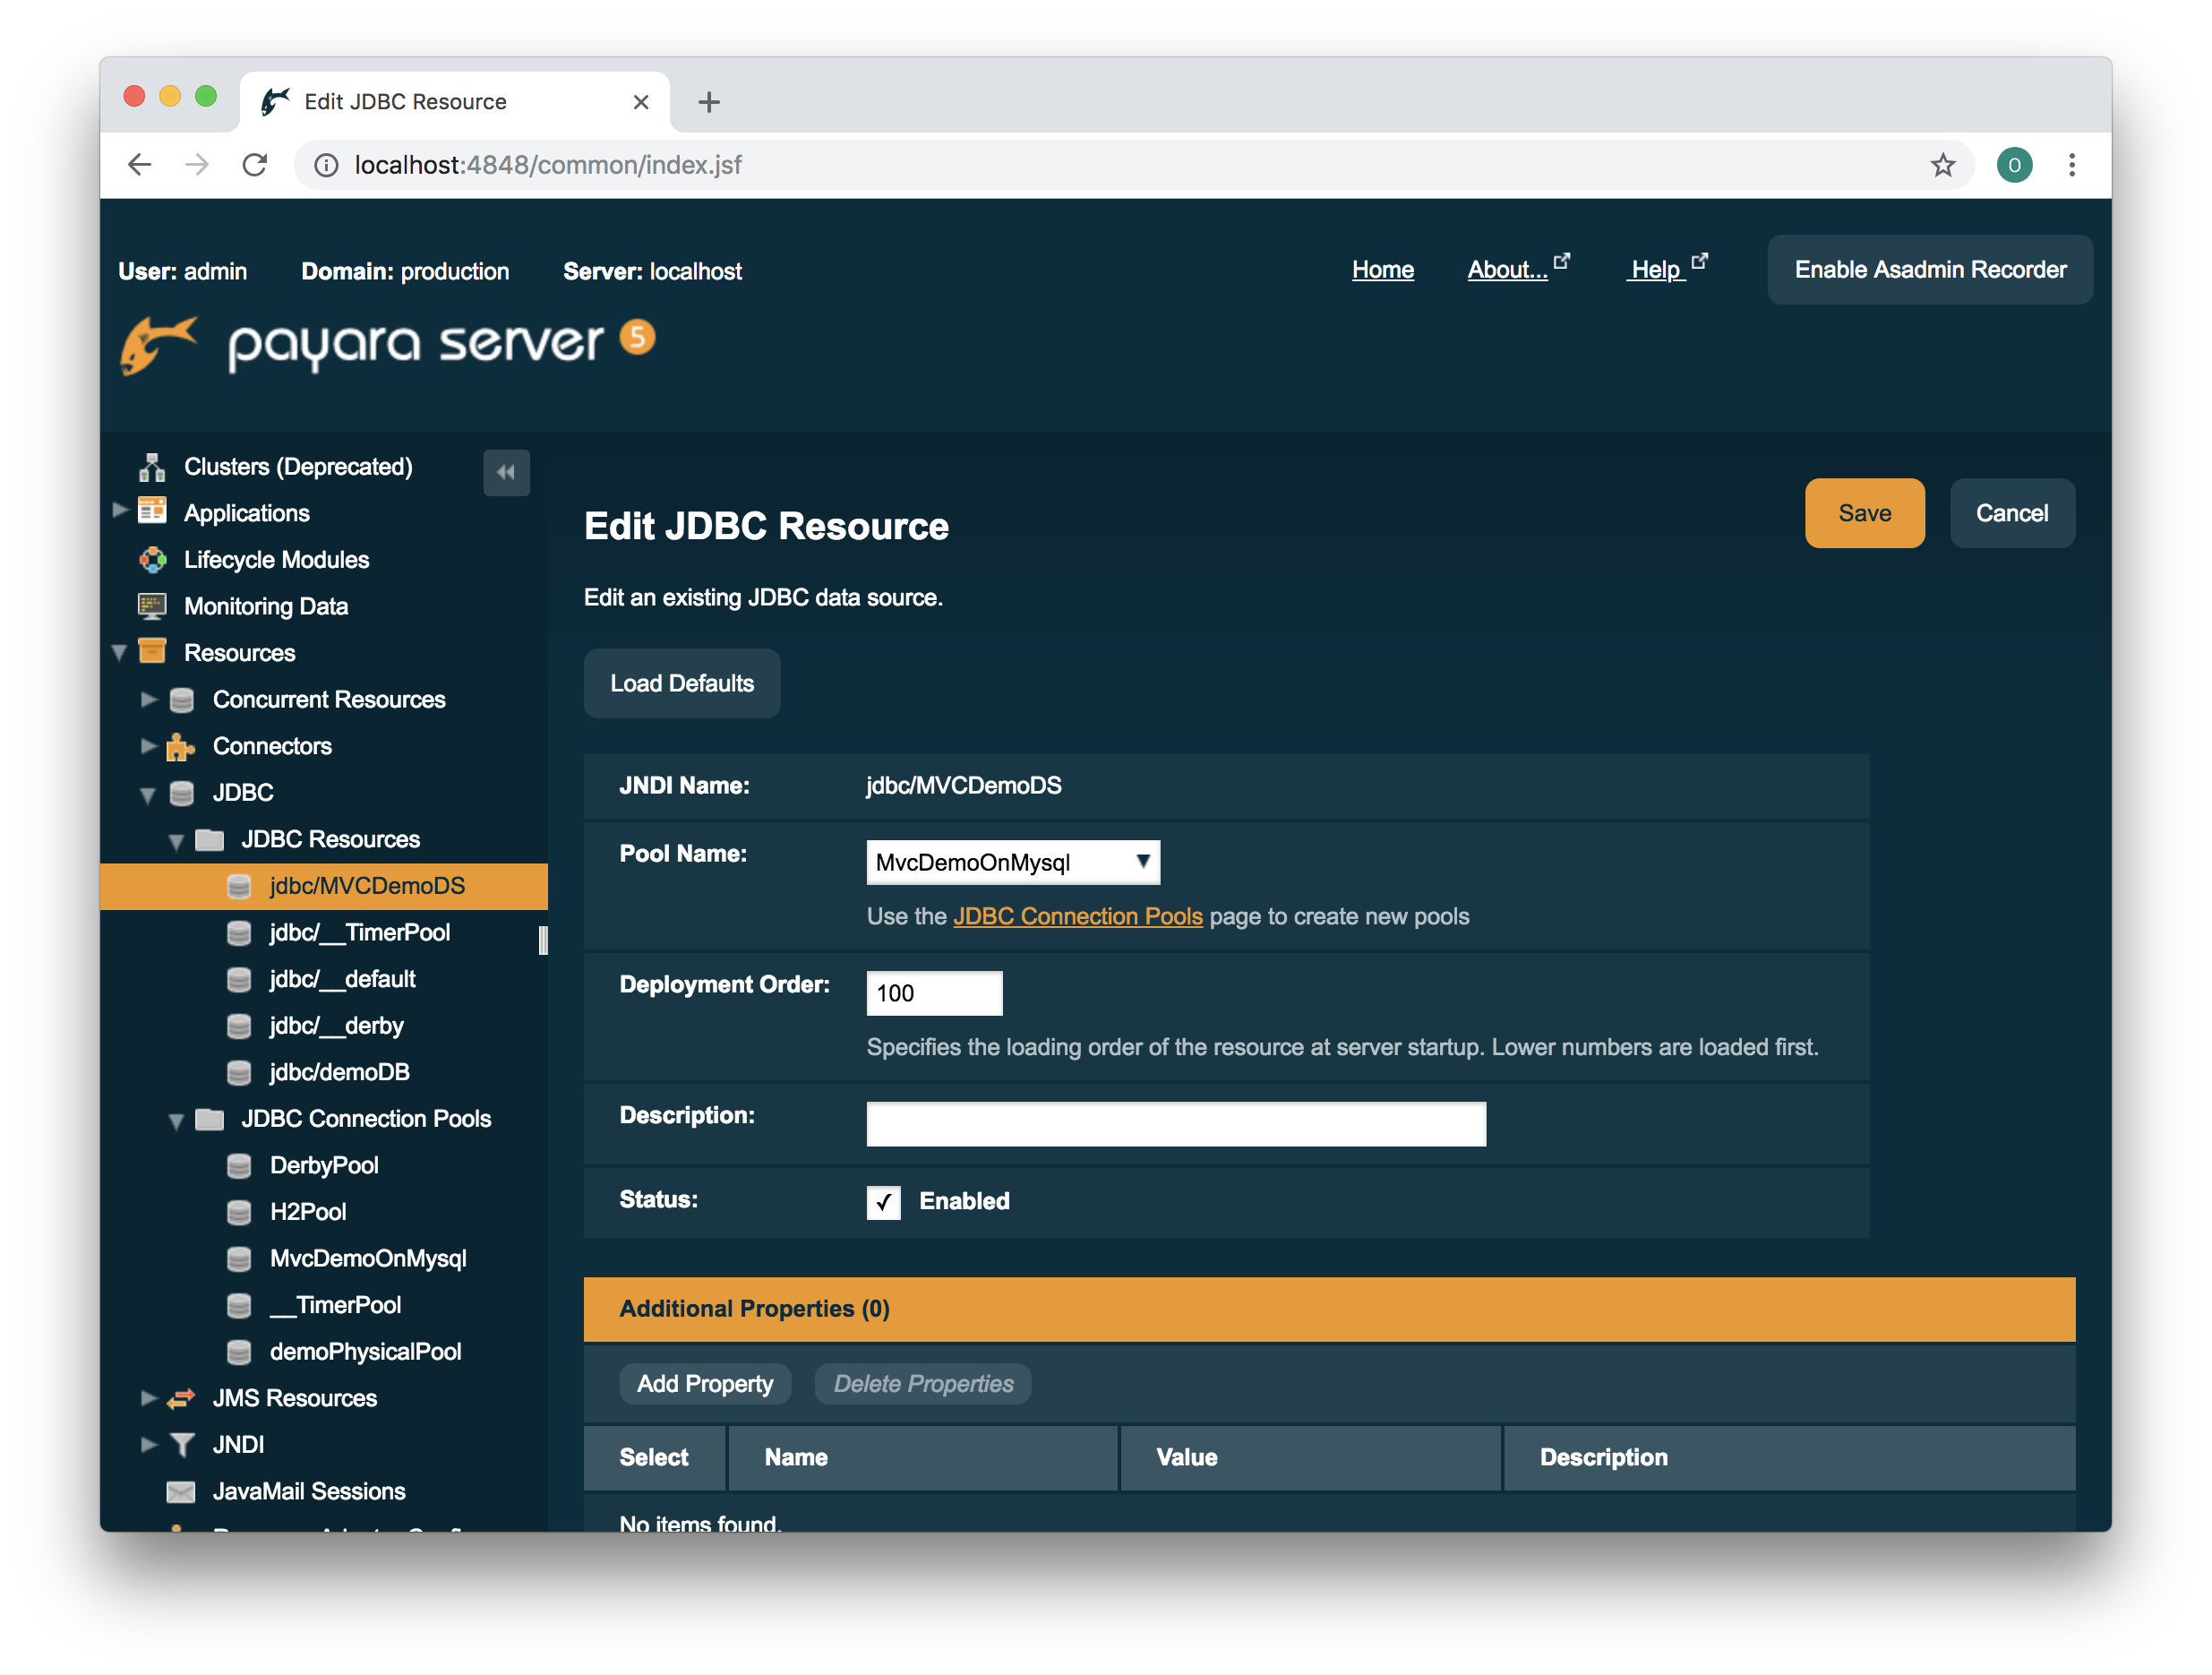 Edit JDBC Resource
localhost:4848/common/index.jsf
O
User: admin Domain: production Server: localhost
Home About... Help Enable Asadmin Recorder
payara server 5
Clusters (Deprecated)
Applications
Lifecycle Modules
Monitoring Data
Resources
Concurrent Resources
Connectors
JDBC
JDBC Resources
jdbc/MVCDemoDS
jdbc/__TimerPool
jdbc/__default
jdbc/__derby
jdbc/demoDB
JDBC Connection Pools
DerbyPool
H2Pool
MvcDemoOnMysql
__TimerPool
demoPhysicalPool
JMS Resources
JNDI
JavaMail Sessions
Edit JDBC Resource
Save Cancel
Edit an existing JDBC data source.
Load Defaults
JNDI Name: jdbc/MVCDemoDS
Pool Name: MvcDemoOnMysql
Use the JDBC Connection Pools page to create new pools
Deployment Order: 100
Specifies the loading order of the resource at server startup. Lower numbers are loaded first.
Description:
Status: ✓ Enabled
Additional Properties (0)
Add Property Delete Properties
Select Name Value Description
No items found.